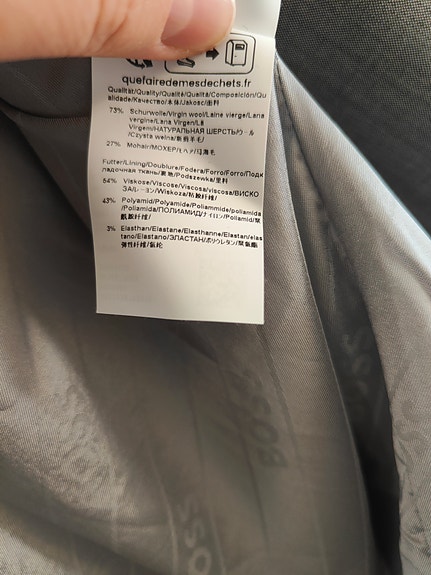 quefairedemesdechets.fr
Qualität/Quality/Qualité/Qualità/Composición/Qu
alidade/Качество/水体/Jakość/面料
73% Schurwolle/Virgin wool/Laine vierge/Lana
vergine/Lana Virgen/Lã
Virgem/НАТУРАЛЬНАЯ ШЕРСТЬ/ウール
/Czysta wełna/新剪羊毛/
27% Mohair/МОХЕР/モヘア/马海毛
Futter/Lining/Doublure/Fodera/Forro/Forro/Подк
ладочная ткань/裏地/Podszewka/里料
54% Viskose/Viscose/Viscosa/viscosa/ВИСКО
ЗА/レーヨン/Wiskoza/粘胶纤维/
43% Polyamid/Polyamide/Poliammide/poliamida
/Poliamida/ПОЛИАМИД/ナイロン/Poliamid/聚
酰胺纤维/
3% Elasthan/Elastane/Elasthanne/Elastan/elas
tano/Elastano/ЭЛАСТАН/ポリウレタン/聚氨酯
弹性纤维/氨纶
BOSS
BOSS
BOSS